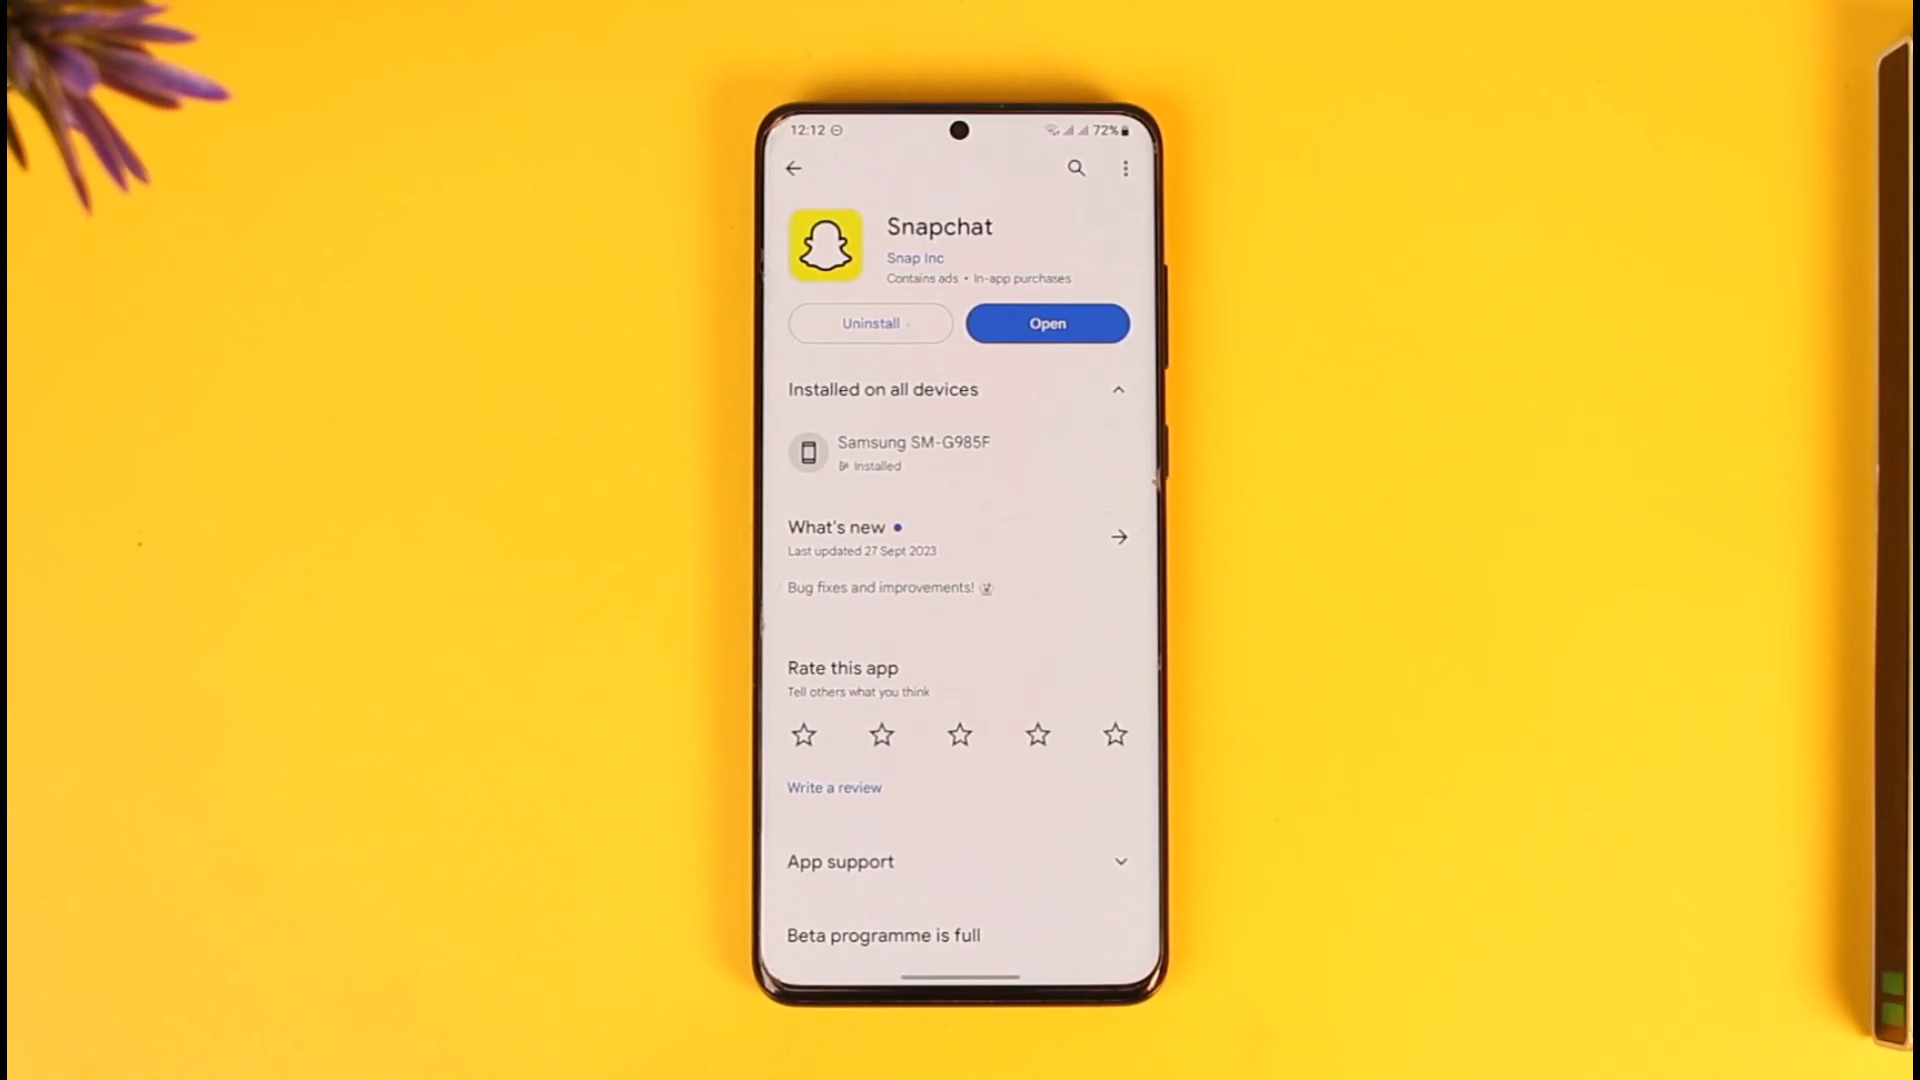 12:12
72%
Snapchat
Snap Inc
Contains ads • In-app purchases
Uninstall
Open
Installed on all devices
Samsung SM-G985F
Installed
What's new
Last updated 27 Sept 2023
Bug fixes and improvements!
Rate this app
Tell others what you think
Write a review
App support
Beta programme is full